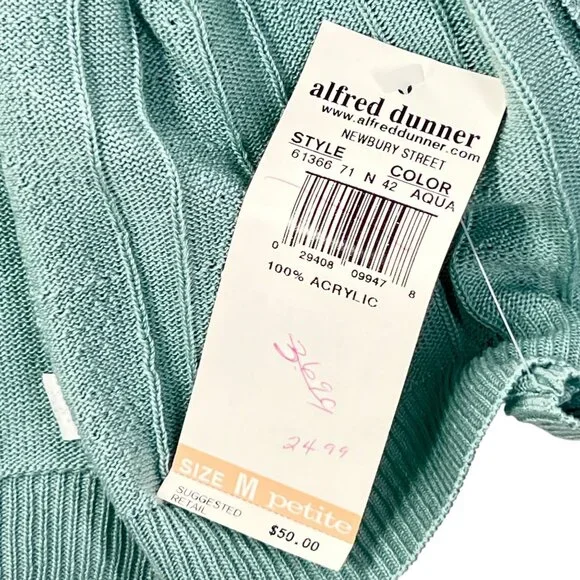 alfred dunner
www.alfreddunner.com
NEWBURY STREET
STYLE COLOR
61366 71 N 42 AQUA
0 29408 09947 8
100% ACRYLIC
2499
SIZE M petite
SUGGESTED
RETAIL $50.00